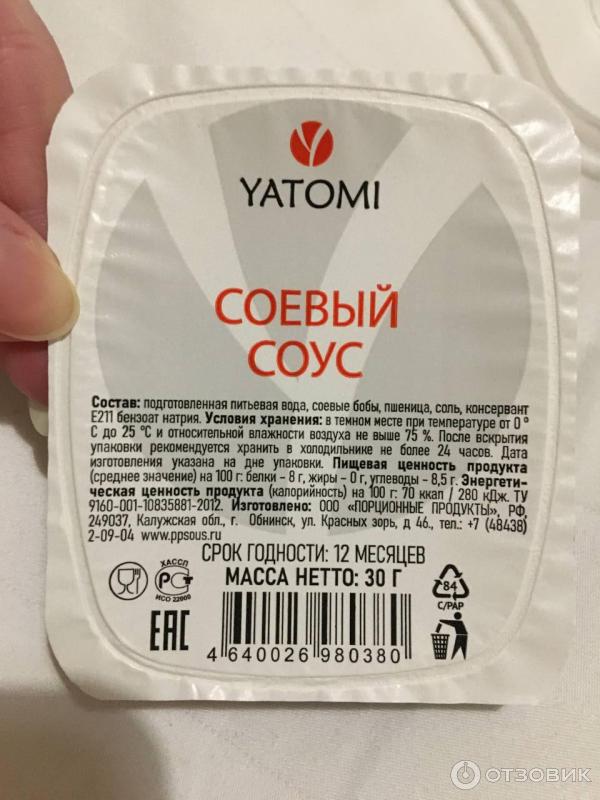 YATOMI
СОЕВЫЙ
СОУС
Состав: подготовленная питьевая вода, соевые бобы, пшеница, соль, консервант
Е211 бензоат натрия. Условия хранения: в темном месте при температуре от 0 °
С до 25 °С и относительной влажности воздуха не выше 75 %. После вскрытия
упаковки рекомендуется хранить в холодильнике не более 24 часов. Дата
изготовления указана на дне упаковки. Пищевая ценность продукта
(среднее значение) на 100 г: белки – 8 г, жиры – 0 г, углеводы – 8,5 г. Энергети-
ческая ценность продукта (калорийность) на 100 г: 70 ккал / 280 кДж. ТУ
9160-001-10835881-2012. Изготовлено: ООО «ПОРЦИОННЫЕ ПРОДУКТЫ», РФ,
249037, Калужская обл., г. Обнинск, ул. Красных зорь, д 46., тел.: +7 (48438)
2-09-04 www.ppsous.ru
СРОК ГОДНОСТИ: 12 МЕСЯЦЕВ
МАССА НЕТТО: 30 Г
ХАССП
РСТ
ИСО 22000
84
C/PAP
EAC
4 640026 980380
ОТЗОВИК